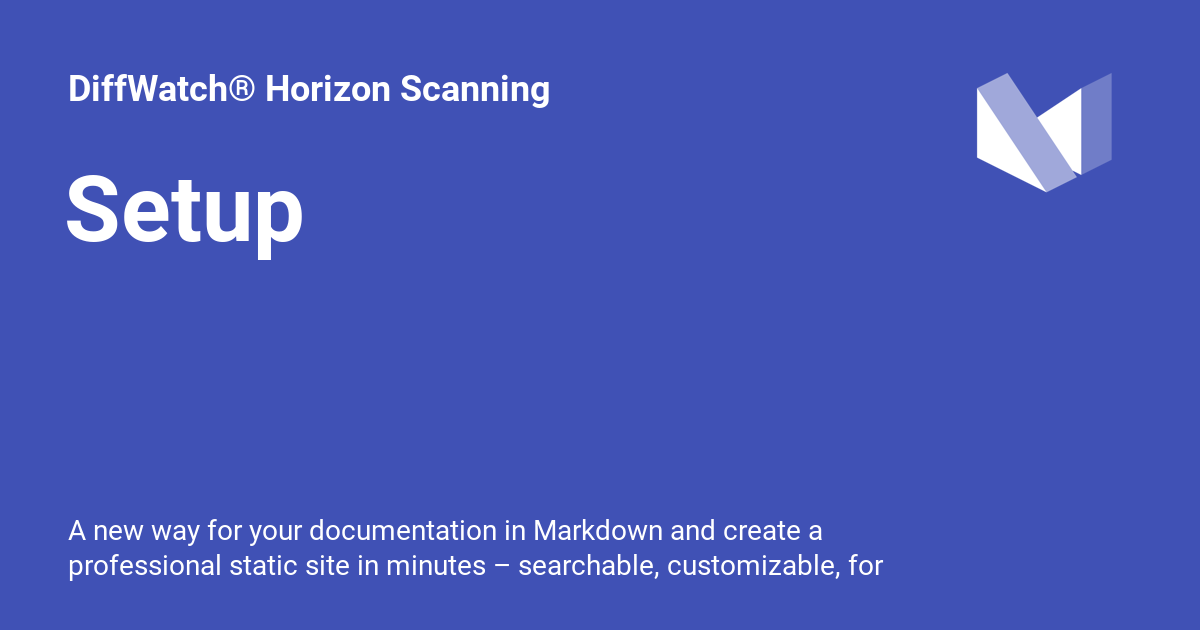 DiffWatch® Horizon Scanning
Setup
A new way for your documentation in Markdown and create a
professional static site in minutes – searchable, customizable, for